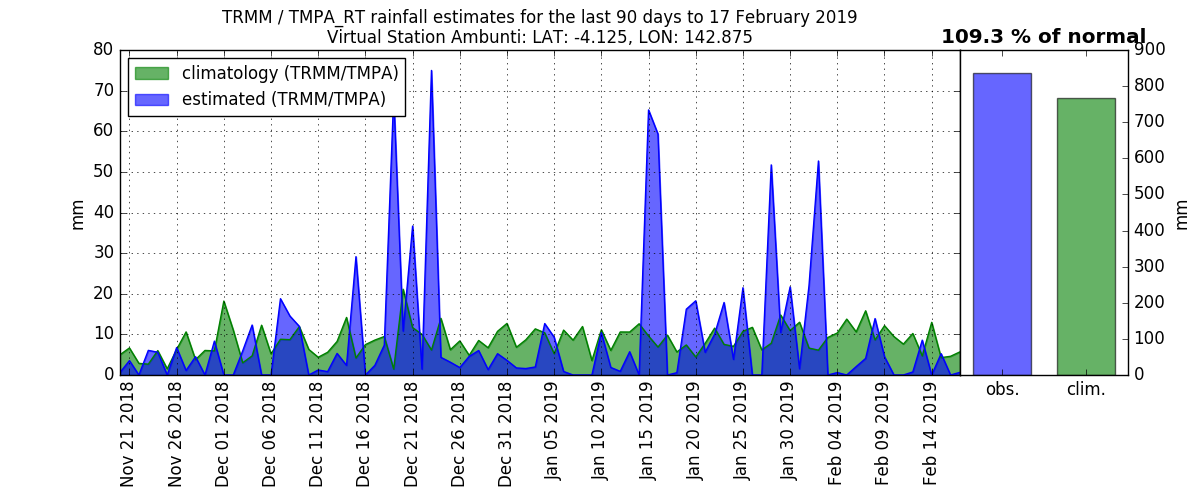 TRMM / TMPA_RT rainfall estimates for the last 90 days to 17 February 2019
Virtual Station Ambunti: LAT: -4.125, LON: 142.875
109.3 % of normal
climatology (TRMM/TMPA)
estimated (TRMM/TMPA)
80
70
60
50
40
30
20
10
0
mm
Nov 21 2018
Nov 26 2018
Dec 01 2018
Dec 06 2018
Dec 11 2018
Dec 16 2018
Dec 21 2018
Dec 26 2018
Dec 31 2018
Jan 05 2019
Jan 10 2019
Jan 15 2019
Jan 20 2019
Jan 25 2019
Jan 30 2019
Feb 04 2019
Feb 09 2019
Feb 14 2019
900
800
700
600
500
400
300
200
100
0
mm
obs.
clim.